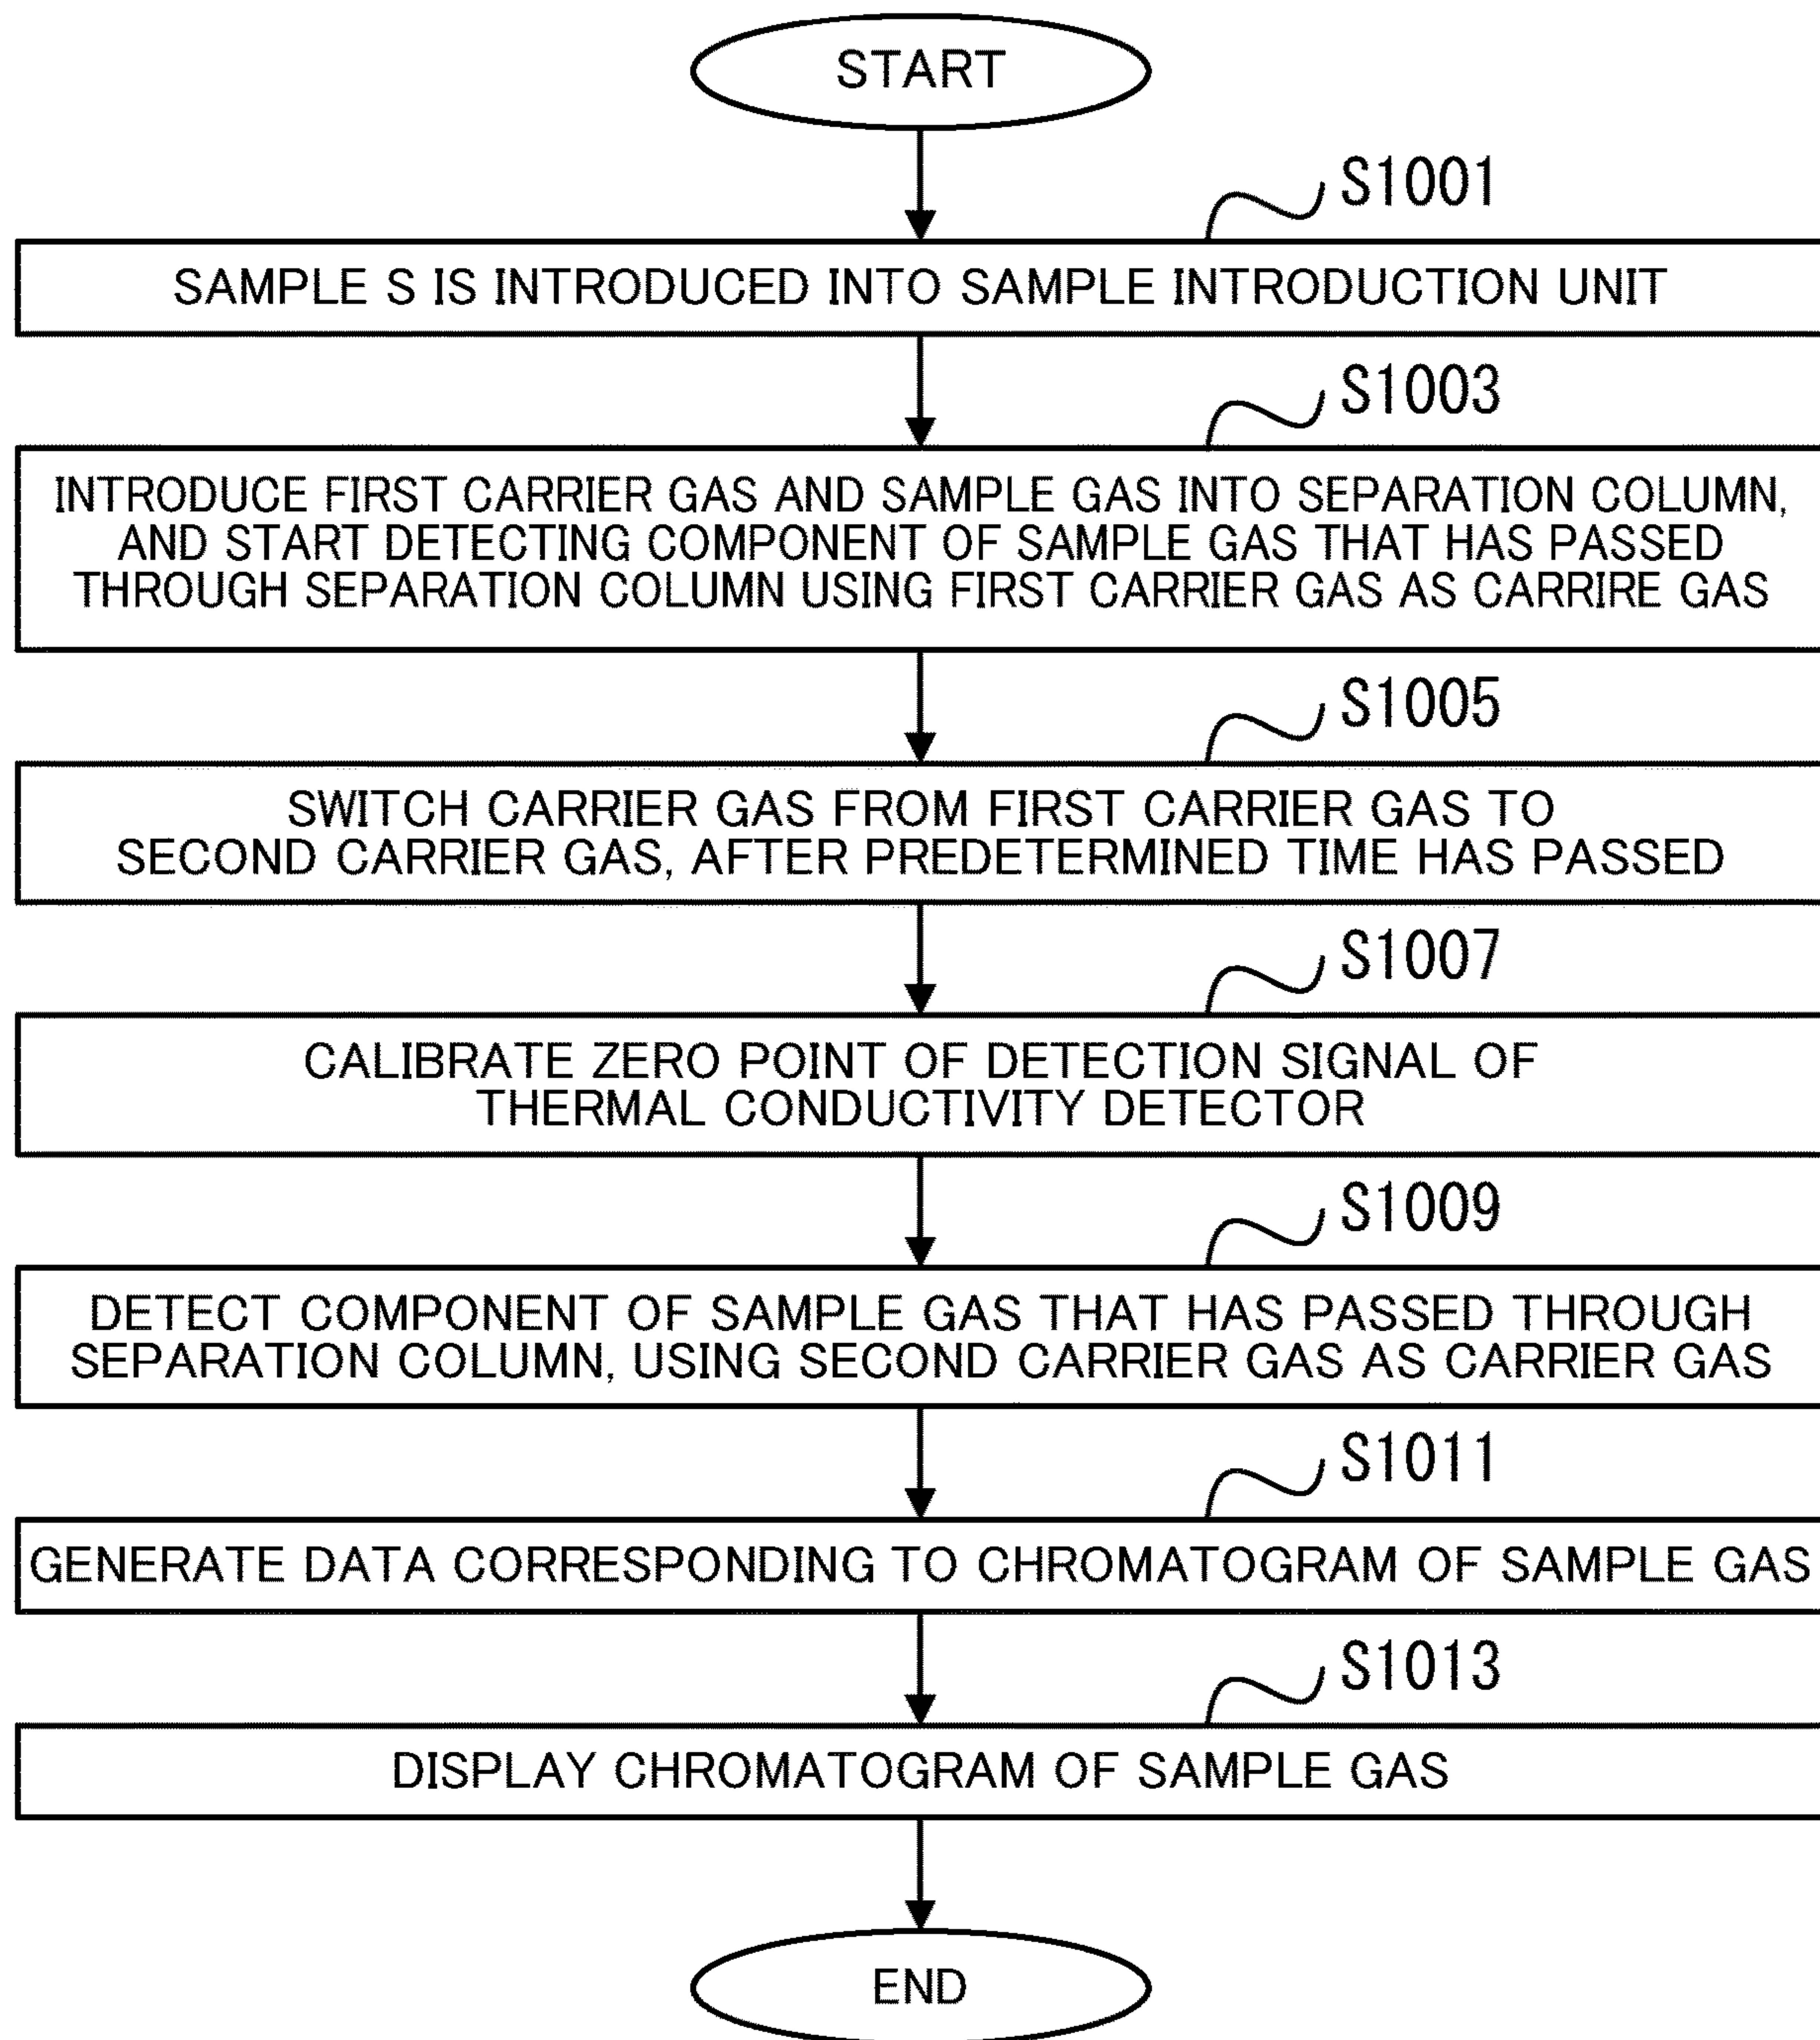 START
S1001
SAMPLE S IS INTRODUCED INTO SAMPLE INTRODUCTION UNIT
S1003
INTRODUCE FIRST CARRIER GAS AND SAMPLE GAS INTO SEPARATION COLUMN,
AND START DETECTING COMPONENT OF SAMPLE GAS THAT HAS PASSED
THROUGH SEPARATION COLUMN USING FIRST CARRIER GAS AS CARRIRE GAS
S1005
SWITCH CARRIER GAS FROM FIRST CARRIER GAS TO
SECOND CARRIER GAS, AFTER PREDETERMINED TIME HAS PASSED
S1007
CALIBRATE ZERO POINT OF DETECTION SIGNAL OF
THERMAL CONDUCTIVITY DETECTOR
S1009
DETECT COMPONENT OF SAMPLE GAS THAT HAS PASSED THROUGH
SEPARATION COLUMN, USING SECOND CARRIER GAS AS CARRIER GAS
S1011
GENERATE DATA CORRESPONDING TO CHROMATOGRAM OF SAMPLE GAS
S1013
DISPLAY CHROMATOGRAM OF SAMPLE GAS
END